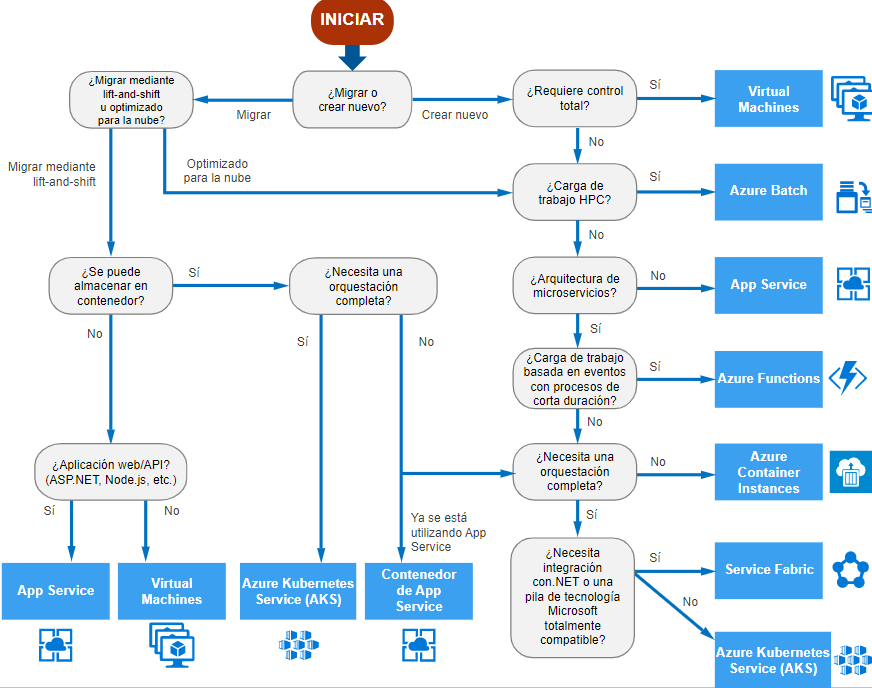 INICIAR
¿Migrar mediante
lift-and-shift
u optimizado
para la nube?
¿Migrar o
crear nuevo?
¿Requiere control
total?
Sí
Virtual
Machines
Migrar
Crear nuevo
No
Migrar mediante
lift-and-shift
Optimizado
para la nube
¿Carga de
trabajo HPC?
Sí
Azure Batch
No
¿Se puede
almacenar en
contenedor?
Sí
¿Necesita una
orquestación
completa?
¿Arquitectura de
microservicios?
No
App Service
Sí
No
Sí
No
¿Carga de trabajo
basada en eventos
con procesos de
corta duración?
Sí
Azure Functions
No
¿Aplicación web/API?
(ASP.NET, Node.js, etc.)
¿Necesita una
orquestación
completa?
No
Azure
Container
Instances
Sí
No
Ya se está
utilizando App
Service
Sí
App Service
Virtual
Machines
Azure Kubernetes
Service (AKS)
Contenedor
de App
Service
¿Necesita
integración
con.NET o una
pila de tecnología
Microsoft
totalmente
compatible?
Sí
Service Fabric
No
Azure Kubernetes
Service (AKS)